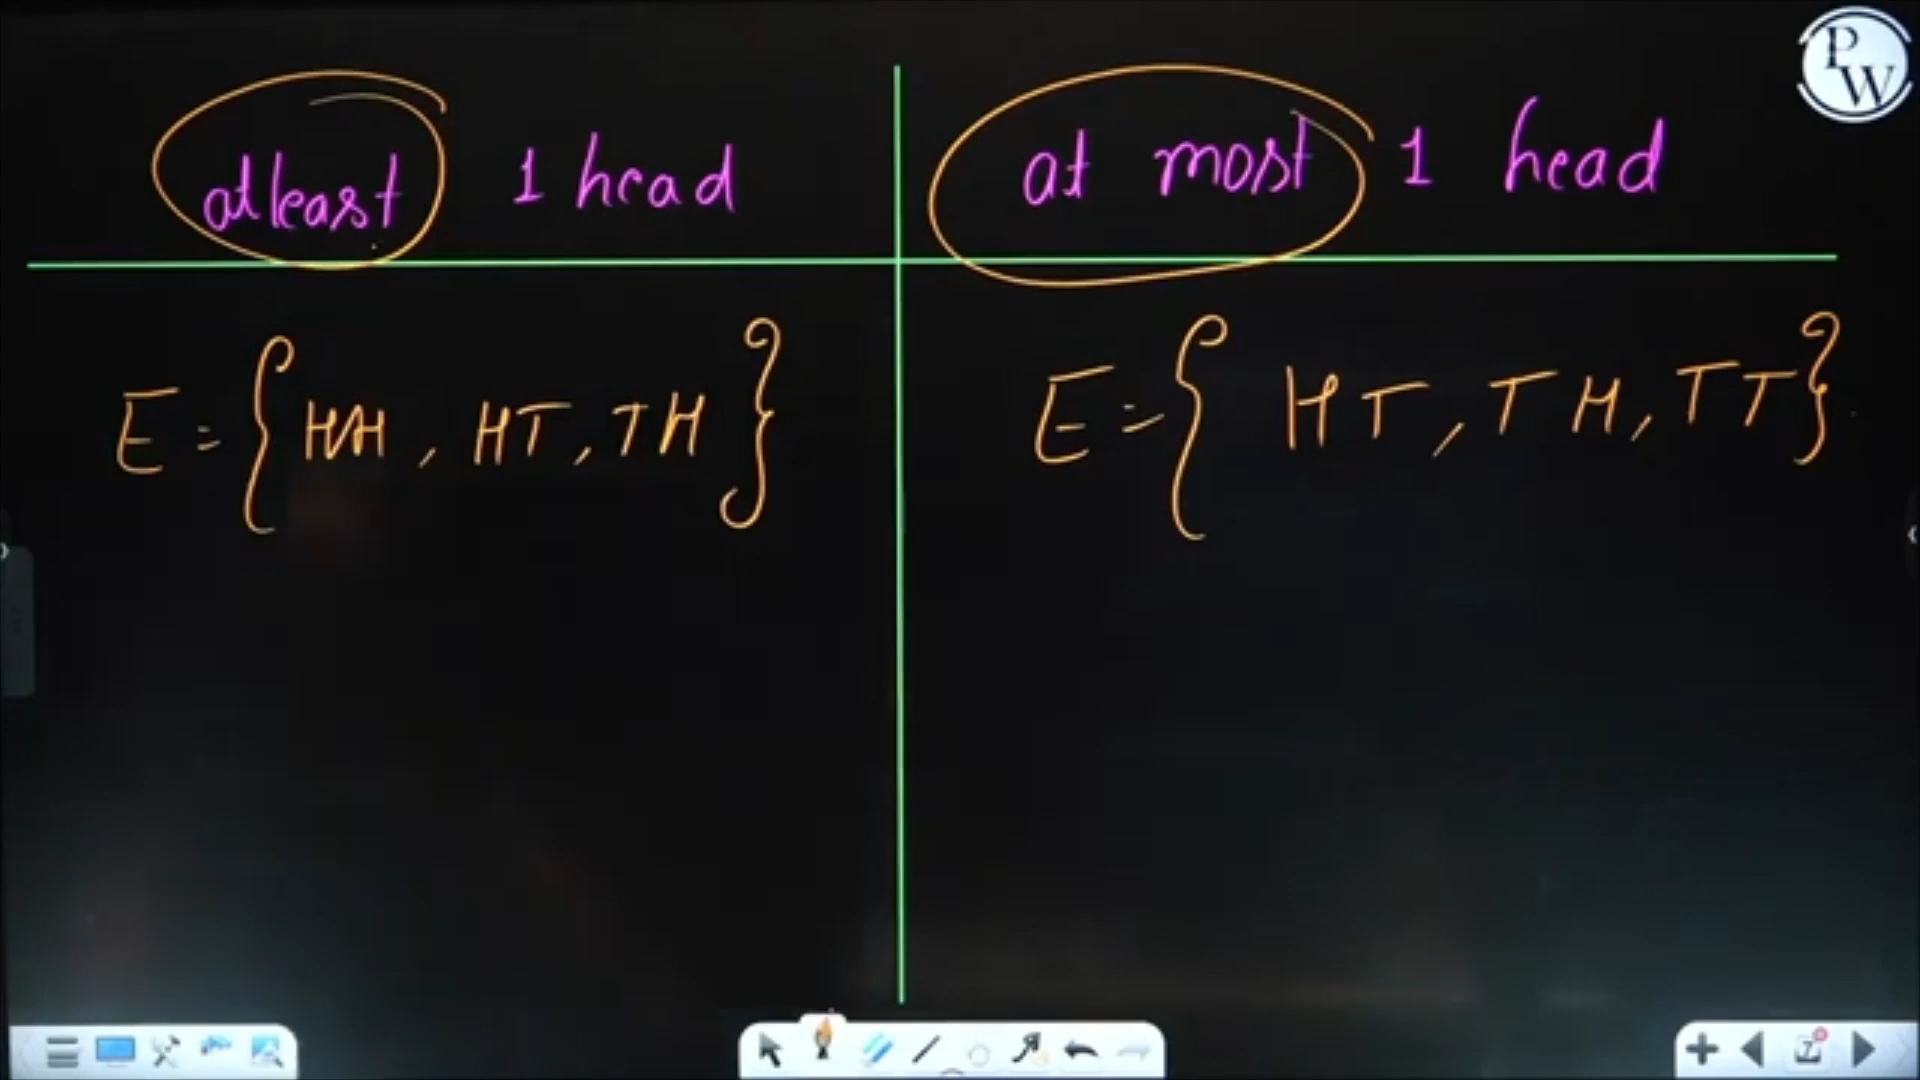 PW
atleast 1 head
at most 1 head
E = { HH , HT , TH }
E = { HT , TH , TT }